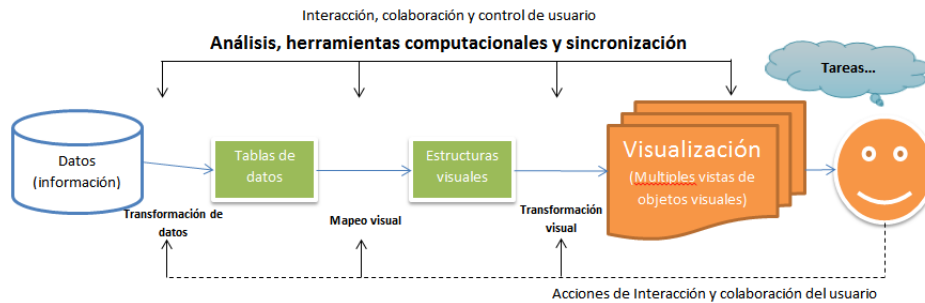 Interacción, colaboración y control de usuario
Análisis, herramientas computacionales y sincronización
Tareas...
Datos
(información)
Tablas de
datos
Estructuras
visuales
Visualización
(Multiples vistas de
objetos visuales)
Transformación de
datos
Mapeo visual
Transformación
visual
Acciones de Interacción y colaboración del usuario